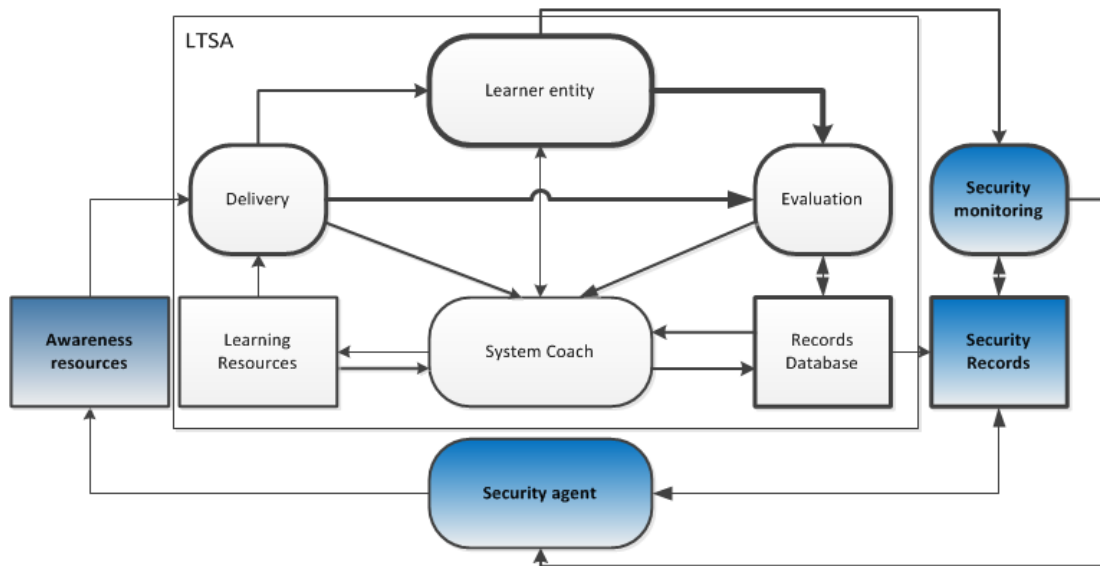 LTSA
Learner entity
Delivery
Evaluation
Security
monitoring
Awareness
resources
Learning
Resources
System Coach
Records
Database
Security
Records
Security agent